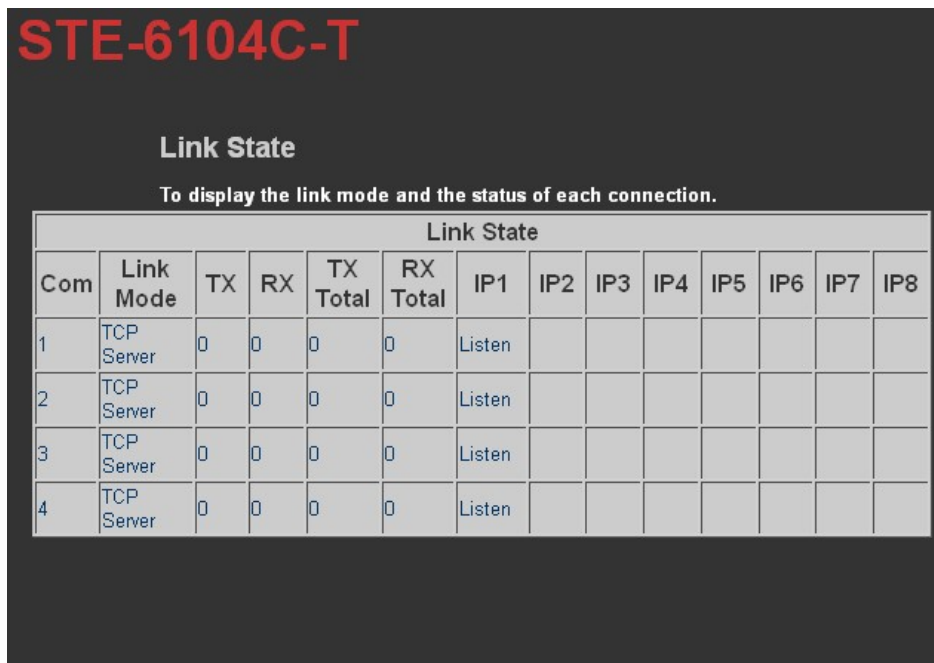 STE-6104C-T
Link State
To display the link mode and the status of each connection.
Link State
Com Link Mode TX RX TX Total RX Total IP1 IP2 IP3 IP4 IP5 IP6 IP7 IP8
1 TCP Server 0 0 0 0 Listen
2 TCP Server 0 0 0 0 Listen
3 TCP Server 0 0 0 0 Listen
4 TCP Server 0 0 0 0 Listen